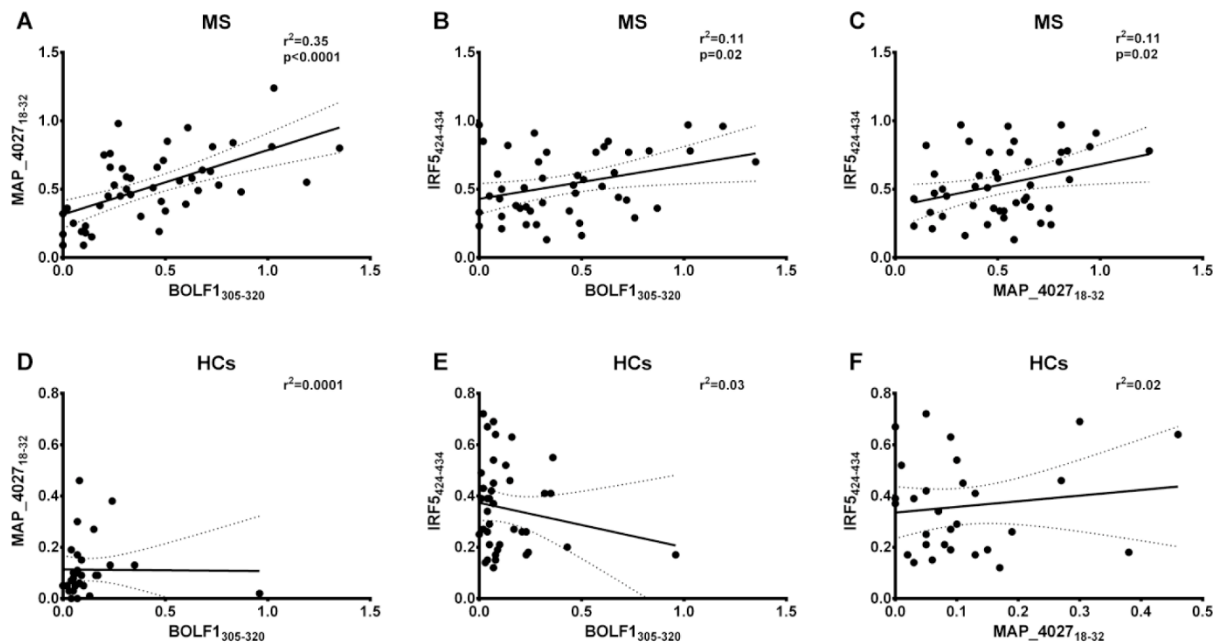 A
MS
r²=0.35
p<0.0001
MAP_4027₁₈₋₃₂
1.5
1.0
0.5
0.0
0.0 0.5 1.0 1.5
BOLF1₃₀₅₋₃₂₀
B
MS
r²=0.11
p=0.02
IRF5₄₂₄₋₄₃₄
1.5
1.0
0.5
0.0
0.0 0.5 1.0 1.5
BOLF1₃₀₅₋₃₂₀
C
MS
r²=0.11
p=0.02
IRF5₄₂₄₋₄₃₄
1.5
1.0
0.5
0.0
0.0 0.5 1.0 1.5
MAP_4027₁₈₋₃₂
D
HCs
r²=0.0001
MAP_4027₁₈₋₃₂
0.8
0.6
0.4
0.2
0.0
0.0 0.5 1.0 1.5
BOLF1₃₀₅₋₃₂₀
E
HCs
r²=0.03
IRF5₄₂₄₋₄₃₄
0.8
0.6
0.4
0.2
0.0
0.0 0.5 1.0 1.5
BOLF1₃₀₅₋₃₂₀
F
HCs
r²=0.02
IRF5₄₂₄₋₄₃₄
0.8
0.6
0.4
0.2
0.0
0.0 0.1 0.2 0.3 0.4 0.5
MAP_4027₁₈₋₃₂